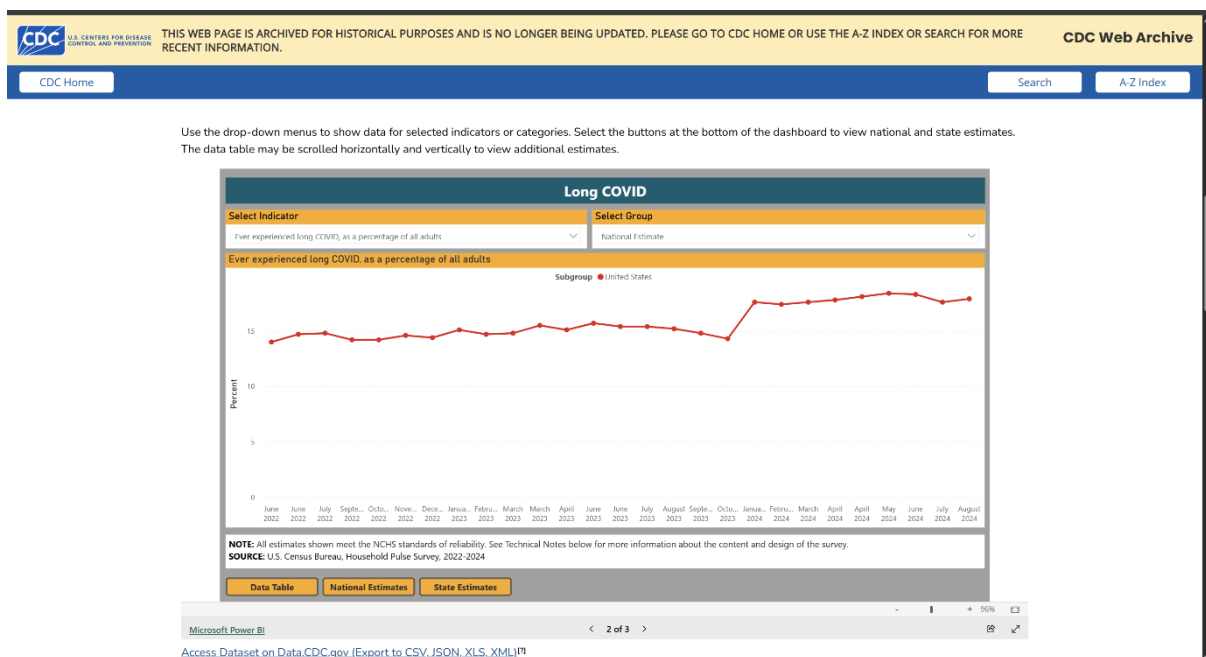 CDC
U.S. CENTERS FOR DISEASE
CONTROL AND PREVENTION
THIS WEB PAGE IS ARCHIVED FOR HISTORICAL PURPOSES AND IS NO LONGER BEING UPDATED. PLEASE GO TO CDC HOME OR USE THE A-Z INDEX OR SEARCH FOR MORE
RECENT INFORMATION.
CDC Web Archive
CDC Home
Search
A-Z Index
Use the drop-down menus to show data for selected indicators or categories. Select the buttons at the bottom of the dashboard to view national and state estimates.
The data table may be scrolled horizontally and vertically to view additional estimates.
Long COVID
Select Indicator
Select Group
Ever experienced long COVID, as a percentage of all adults
National Estimate
Ever experienced long COVID, as a percentage of all adults
Subgroup United States
Percent
15
10
5
0
June June July Septe... Octo... Nove... Dece... Janua... Febru... March March April June June July August Septe... Octo... Janua... Febru... March April April May June July August
2022 2022 2022 2022 2022 2022 2022 2023 2023 2023 2023 2023 2023 2023 2023 2023 2023 2023 2024 2024 2024 2024 2024 2024 2024 2024 2024
NOTE: All estimates shown meet the NCHS standards of reliability. See Technical Notes below for more information about the content and design of the survey.
SOURCE: U.S. Census Bureau, Household Pulse Survey, 2022-2024
Data Table
National Estimates
State Estimates
- + 96%
Microsoft Power BI
< 2 of 3 >
Access Dataset on Data.CDC.gov (Export to CSV, JSON, XLS, XML)[?]